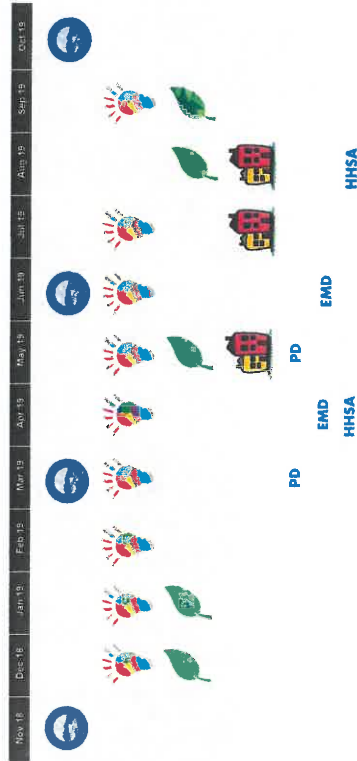 Nov 18 Dec 18 Jan 19 Feb 19 Mar 19 Apr 19 May 19 Jun 19 Jul 19 Aug 19 Sep 19 Oct 19
PD PD
EMD EMD
HHSA HHSA